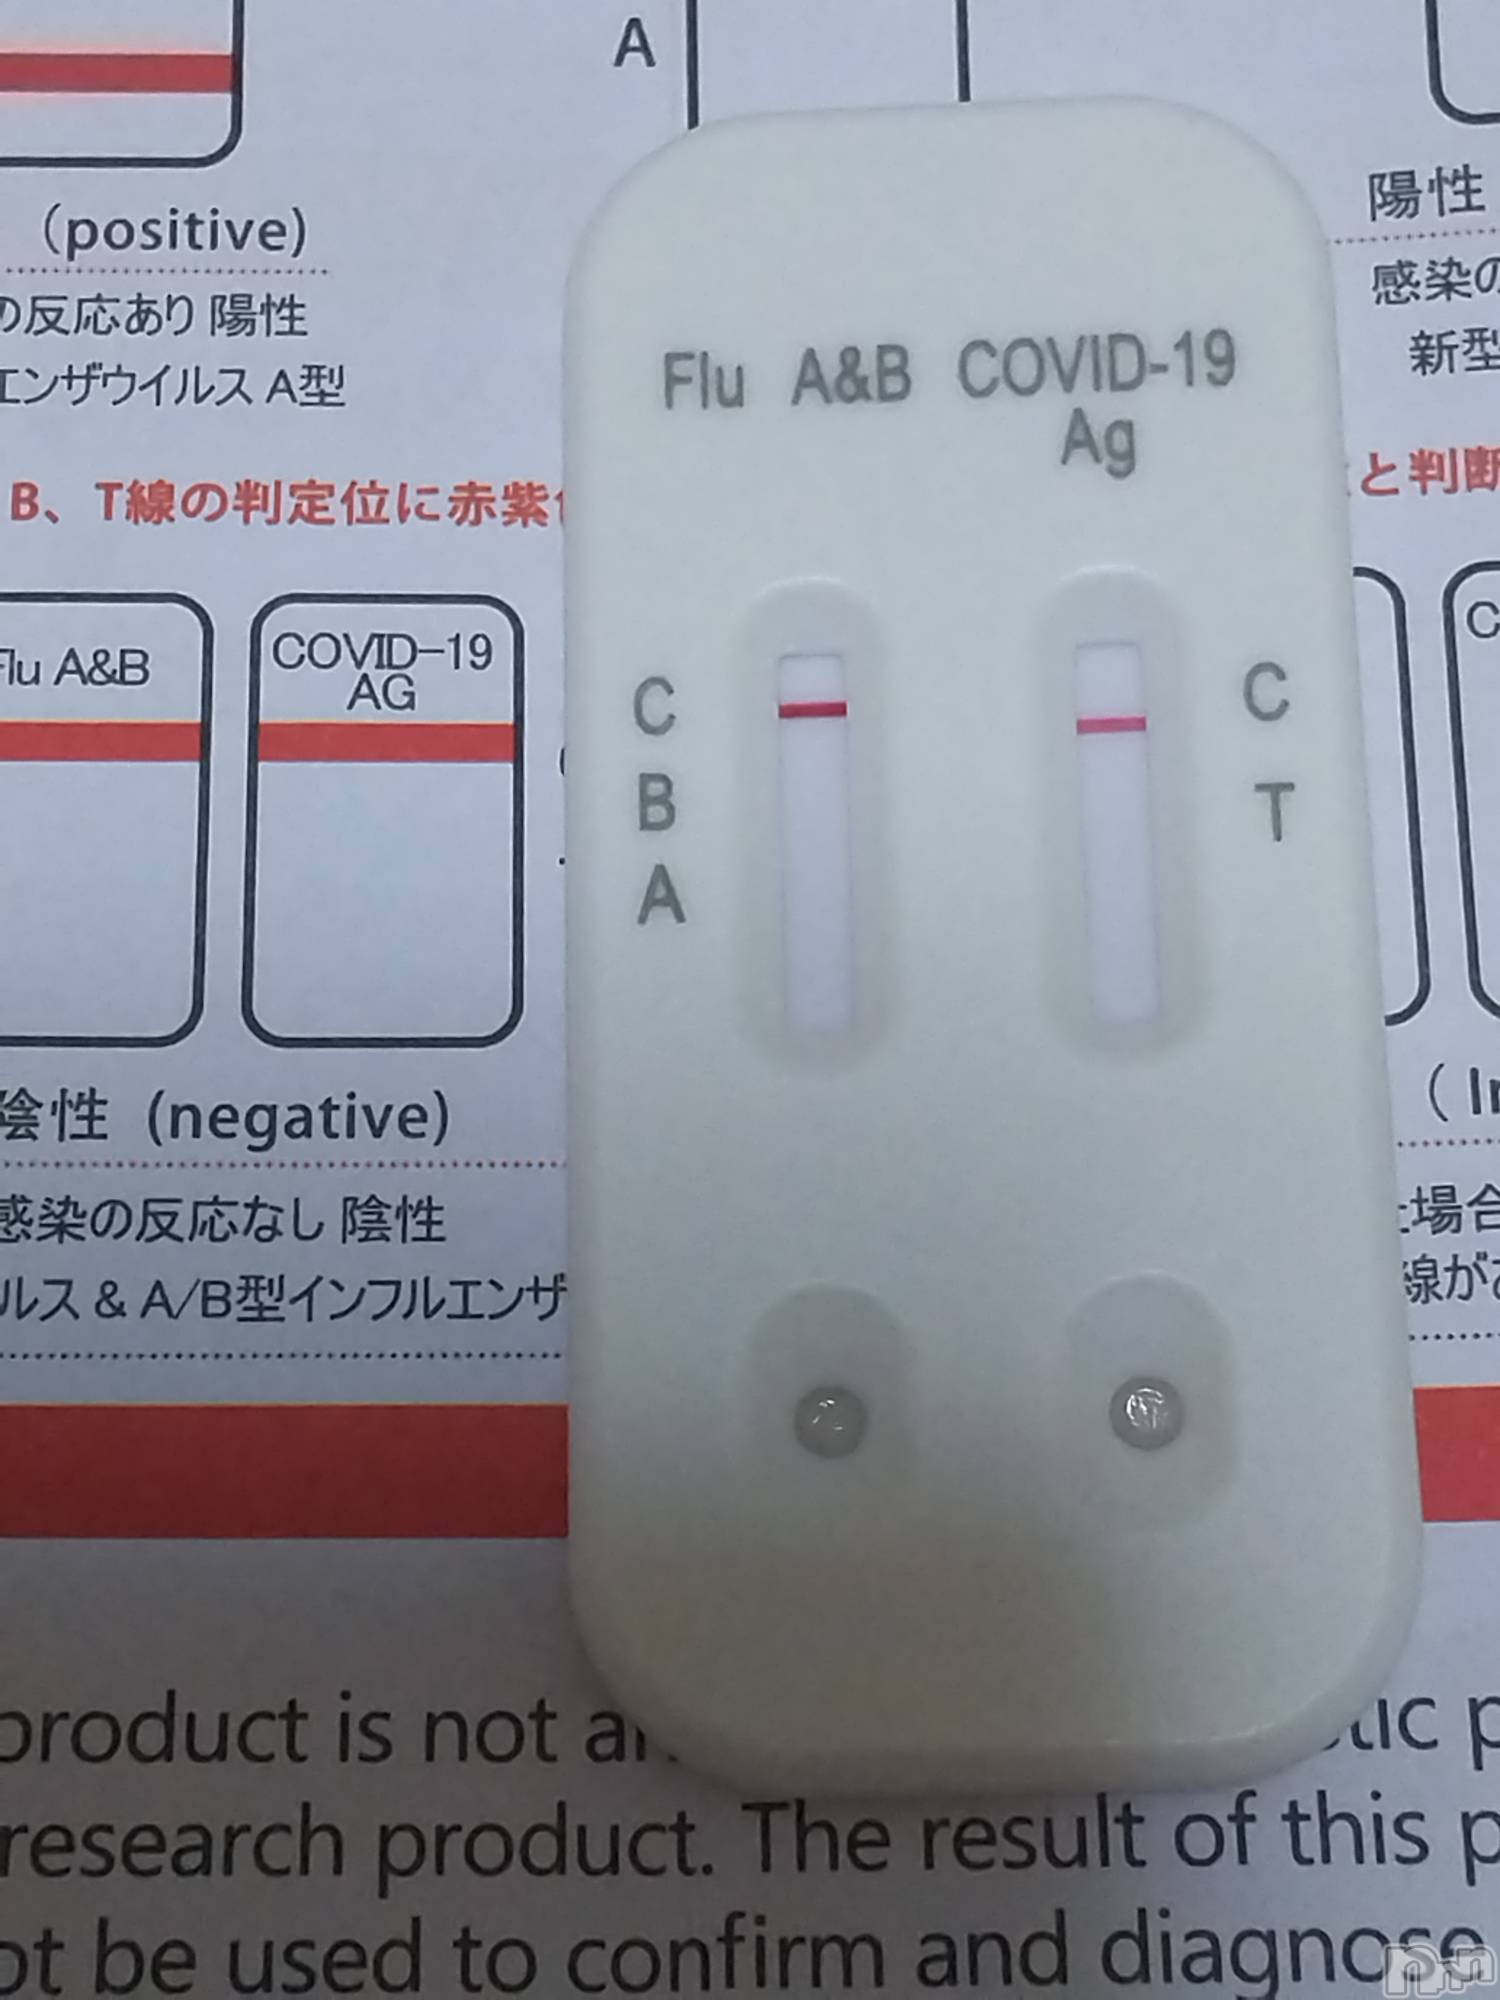 A
(positive)
の反応あり 陽性
エンザウイルス A型
B、T線の判定位に赤紫
陽性
感染の
新型
と判断
Flu A&B
COVID-19
Ag
C
B
A
C
T
Flu A&B
COVID-19
AG
陰性 (negative)
感染の反応なし 陰性
ルス & A/B型インフルエンザ
場合
線が
product is not
research product. The result of this
be used to confirm and diagnose